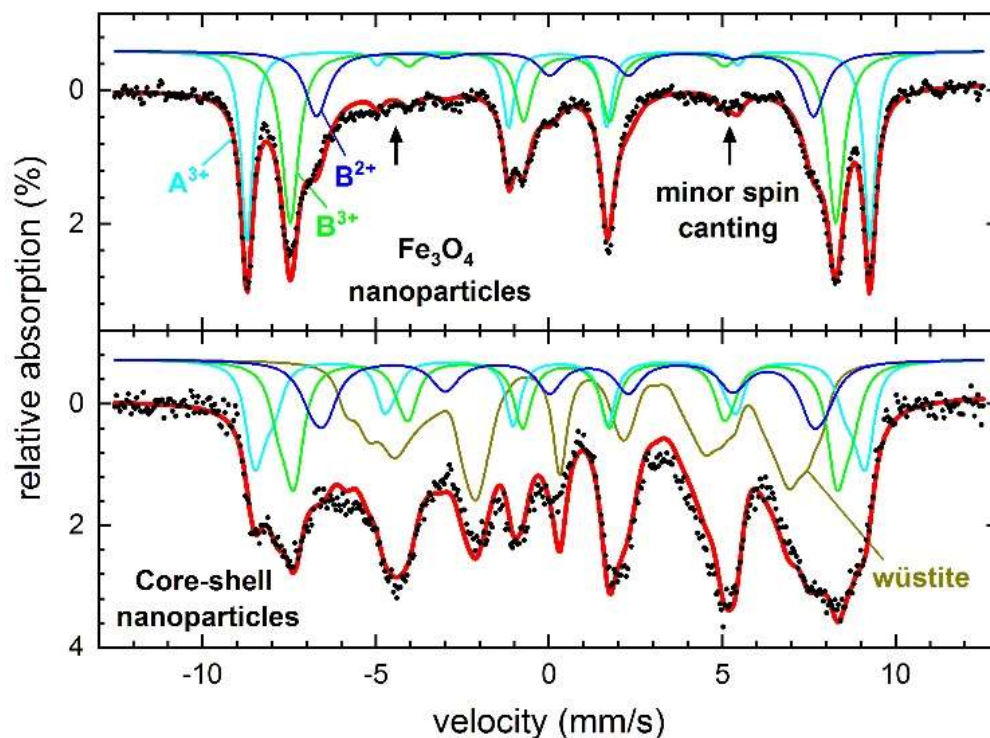 0
2
A³⁺
B³⁺
B²⁺
Fe₃O₄
nanoparticles
minor spin
canting
relative absorption (%)
0
2
4
Core-shell
nanoparticles
wüstite
-10 -5 0 5 10
velocity (mm/s)